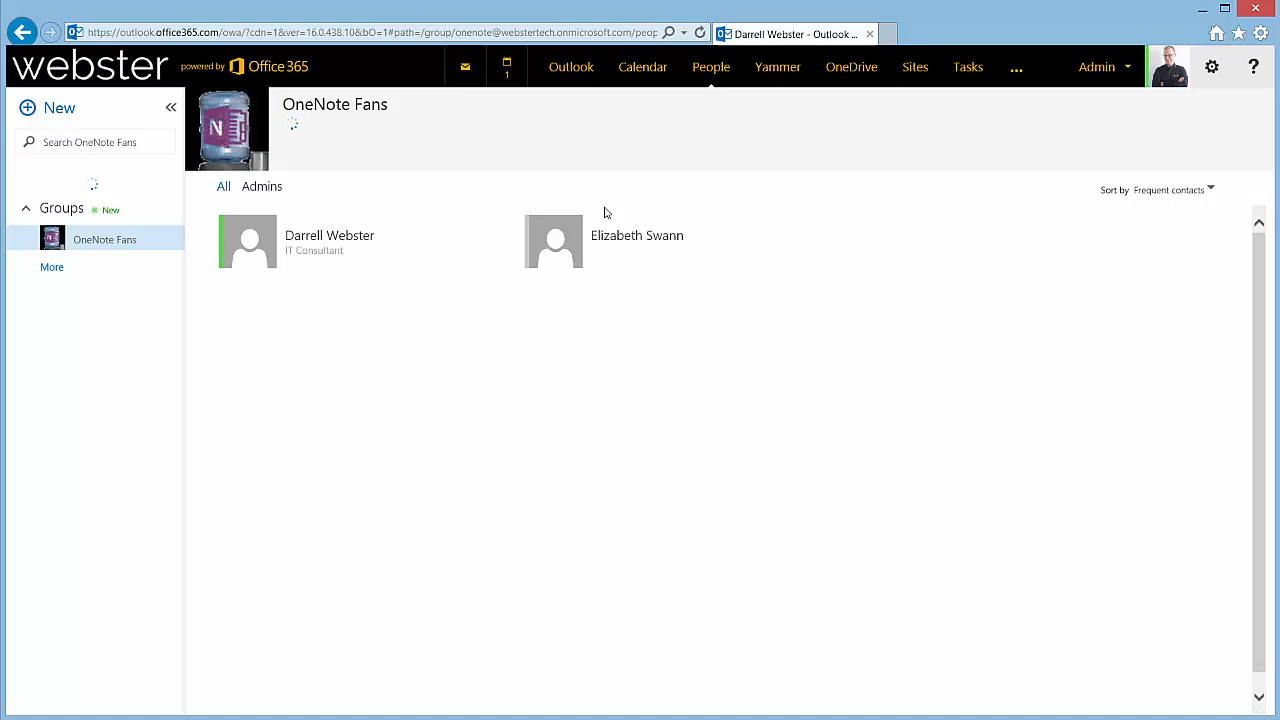 https://outlook.office365.com/owa/?cdn=1&ver=16.0.438.10&bO=1#path=/group/onenote@webstertech.onmicrosoft.com/peop
Darrell Webster - Outlook ...
webster powered by Office 365
1
Outlook Calendar People Yammer OneDrive Sites Tasks ... Admin ?
New
OneNote Fans
N
Search OneNote Fans
All Admins
Sort by Frequent contacts
Groups New
OneNote Fans
More
Darrell Webster
IT Consultant
Elizabeth Swann